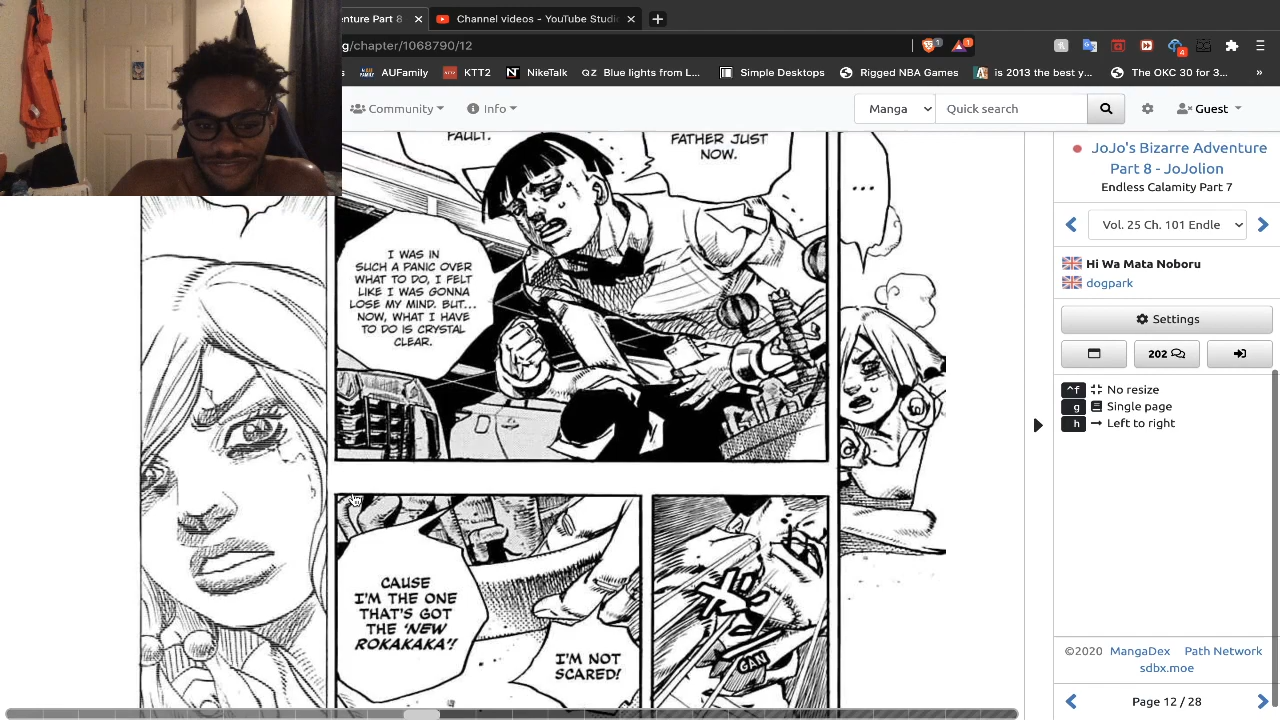 enture Part 8
Channel videos - YouTube Studi
g/chapter/1068790/12
AUFamily
KTT2
NikeTalk
QZ Blue lights from L...
Simple Desktops
Rigged NBA Games
is 2013 the best y...
The OKC 30 for 3...
»
Community
Info
Manga
Quick search
Guest
FAULT.
FATHER JUST
NOW.
...
I WAS IN
SUCH A PANIC OVER
WHAT TO DO, I FELT
LIKE I WAS GONNA
LOSE MY MIND. BUT...
NOW, WHAT I HAVE
TO DO IS CRYSTAL
CLEAR.
CAUSE
I'M THE ONE
THAT'S GOT
THE 'NEW
ROKAKAKA'!
I'M NOT
SCARED!
GAN
JoJo's Bizarre Adventure
Part 8 - JoJolion
Endless Calamity Part 7
Vol. 25 Ch. 101 Endle
Hi Wa Mata Noboru
dogpark
Settings
202
^f No resize
g Single page
h Left to right
©2020 MangaDex Path Network
sdbx.moe
Page 12 / 28